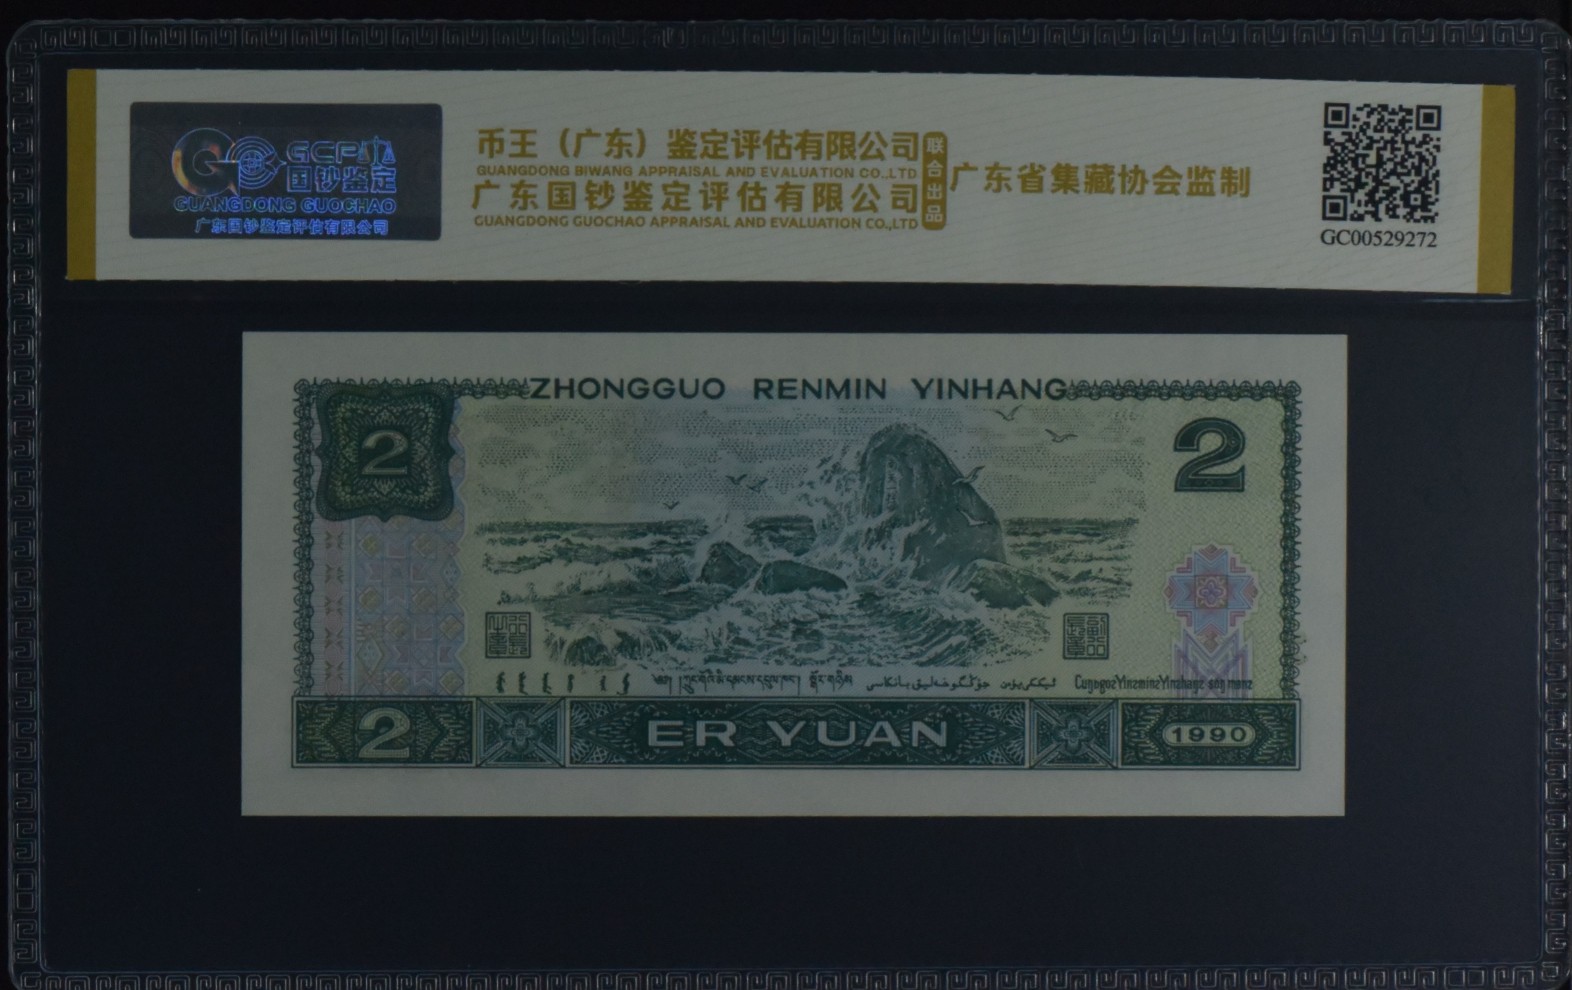 GCP
国钞鉴定
GUANGDONG GUOCHAO
广东国钞鉴定评估有限公司
币王（广东）鉴定评估有限公司
GUANGDONG BIWANG APPRAISAL AND EVALUATION CO.,LTD
广东国钞鉴定评估有限公司
GUANGDONG GUOCHAO APPRAISAL AND EVALUATION CO.,LTD
联合出品
广东省集藏协会监制
GC00529272
ZHONGGUO RENMIN YINHANG
2
2
2
ER YUAN
1990